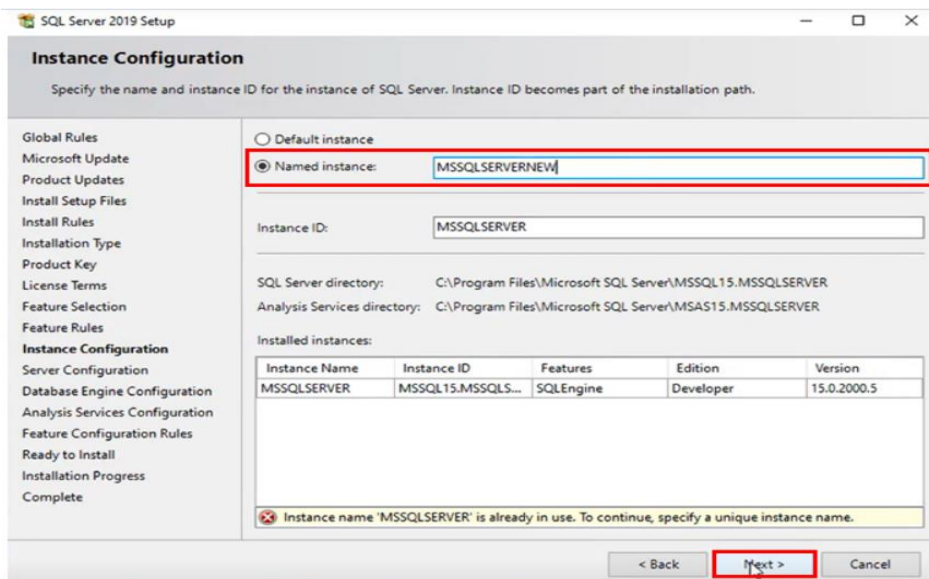 SQL Server 2019 Setup
Instance Configuration
Specify the name and instance ID for the instance of SQL Server. Instance ID becomes part of the installation path.
Global Rules
Microsoft Update
Product Updates
Install Setup Files
Install Rules
Installation Type
Product Key
License Terms
Feature Selection
Feature Rules
Instance Configuration
Server Configuration
Database Engine Configuration
Analysis Services Configuration
Feature Configuration Rules
Ready to Install
Installation Progress
Complete
Default instance
Named instance: MSSQLSERVERNEW
Instance ID: MSSQLSERVER
SQL Server directory: C:\Program Files\Microsoft SQL Server\MSSQL15.MSSQLSERVER
Analysis Services directory: C:\Program Files\Microsoft SQL Server\MSAS15.MSSQLSERVER
Installed instances:
Instance Name Instance ID Features Edition Version
MSSQLSERVER MSSQL15.MSSQLS... SQLEngine Developer 15.0.2000.5
Instance name 'MSSQLSERVER' is already in use. To continue, specify a unique instance name.
< Back Next > Cancel